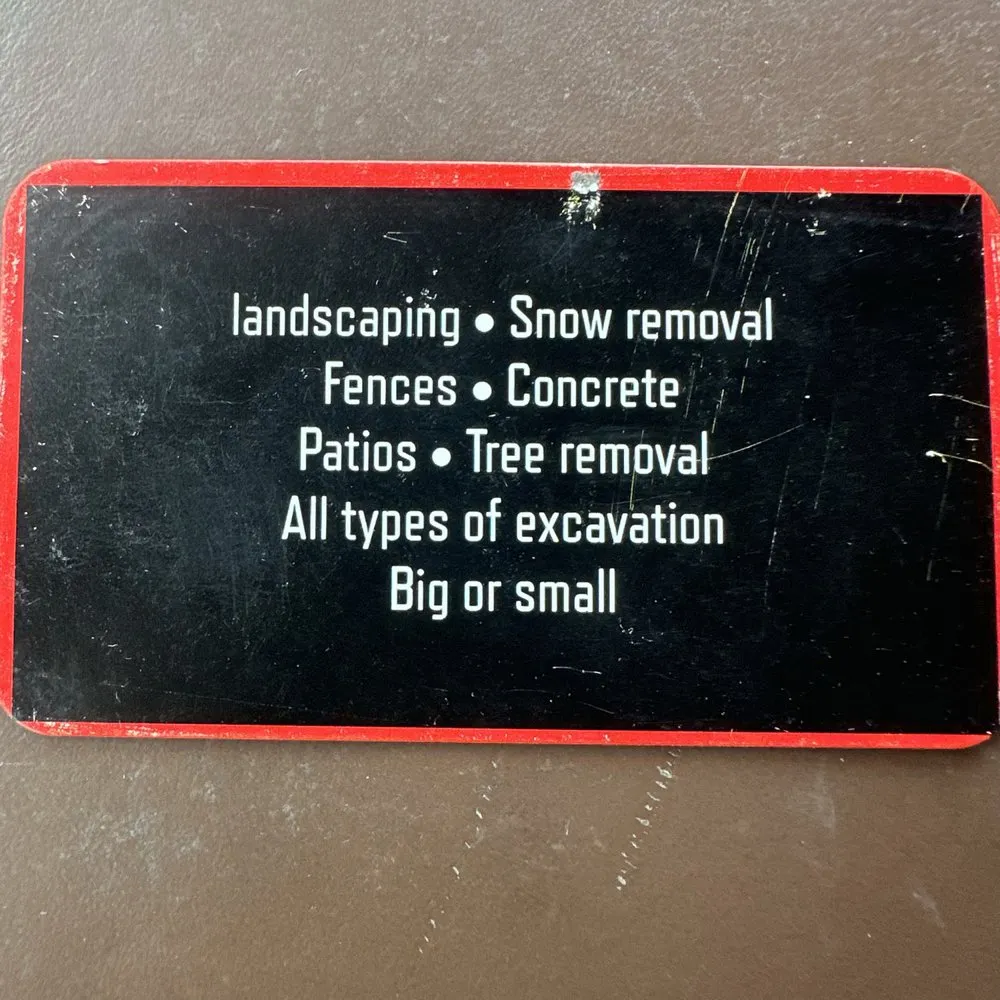 landscaping • Snow removal
Fences • Concrete
Patios • Tree removal
All types of excavation
Big or small